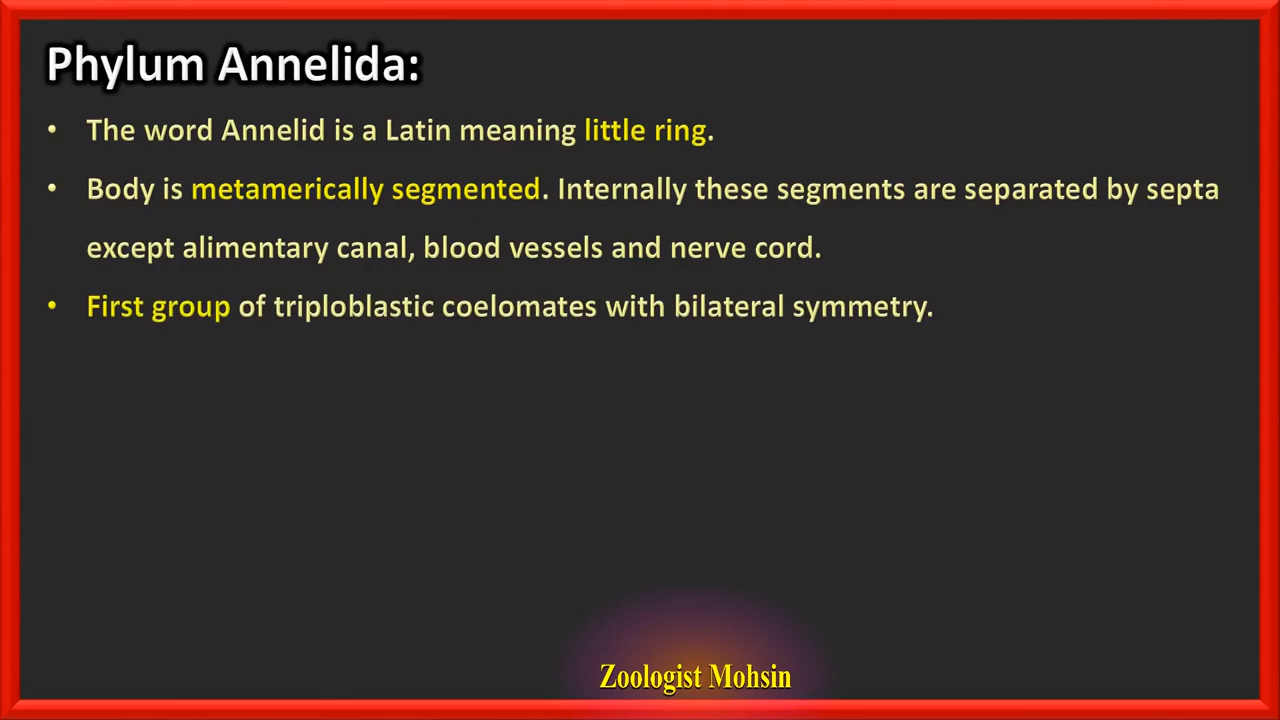 Phylum Annelida:
• The word Annelid is a Latin meaning little ring.
• Body is metamerically segmented. Internally these segments are separated by septa
except alimentary canal, blood vessels and nerve cord.
• First group of triploblastic coelomates with bilateral symmetry.
Zoologist Mohsin